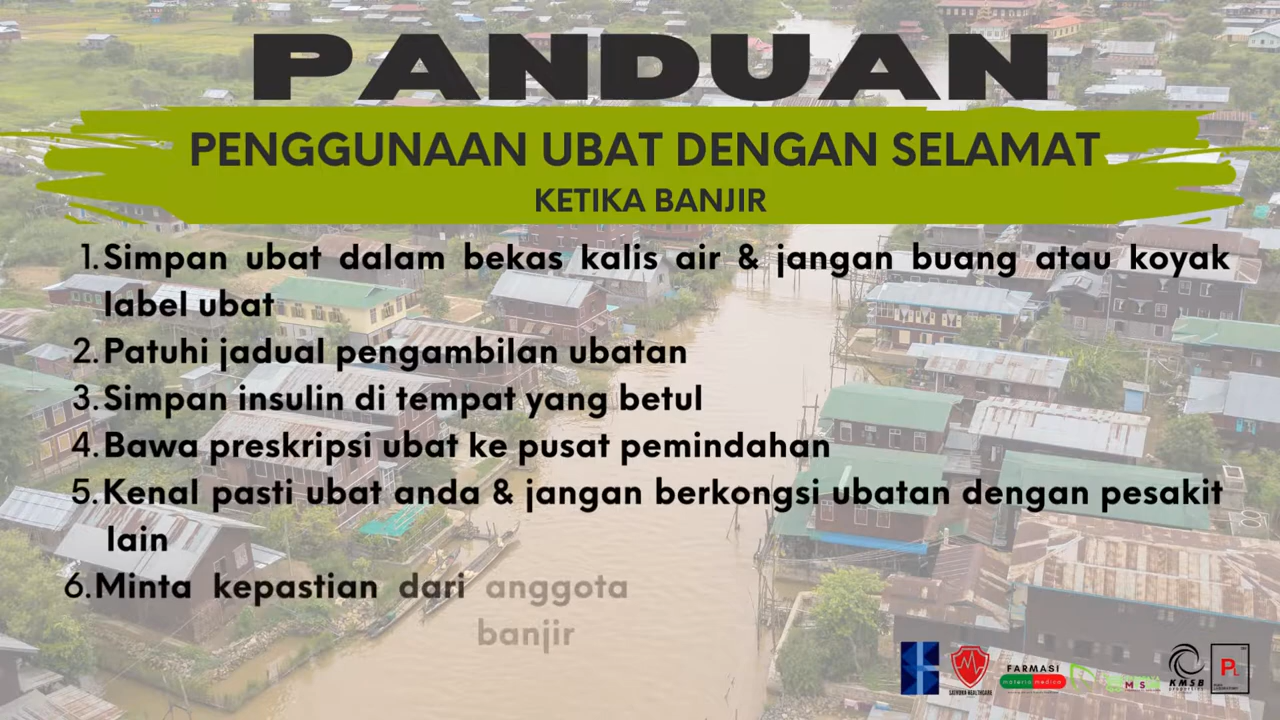 PANDUAN
PENGGUNAAN UBAT DENGAN SELAMAT
KETIKA BANJIR
1. Simpan ubat dalam bekas kalis air & jangan buang atau koyak
label ubat
2. Patuhi jadual pengambilan ubatan
3. Simpan insulin di tempat yang betul
4. Bawa preskripsi ubat ke pusat pemindahan
5. Kenal pasti ubat anda & jangan berkongsi ubatan dengan pesakit
lain
6. Minta kepastian dari anggota
banjir
FARMASI
materia medica
KMSB
PL